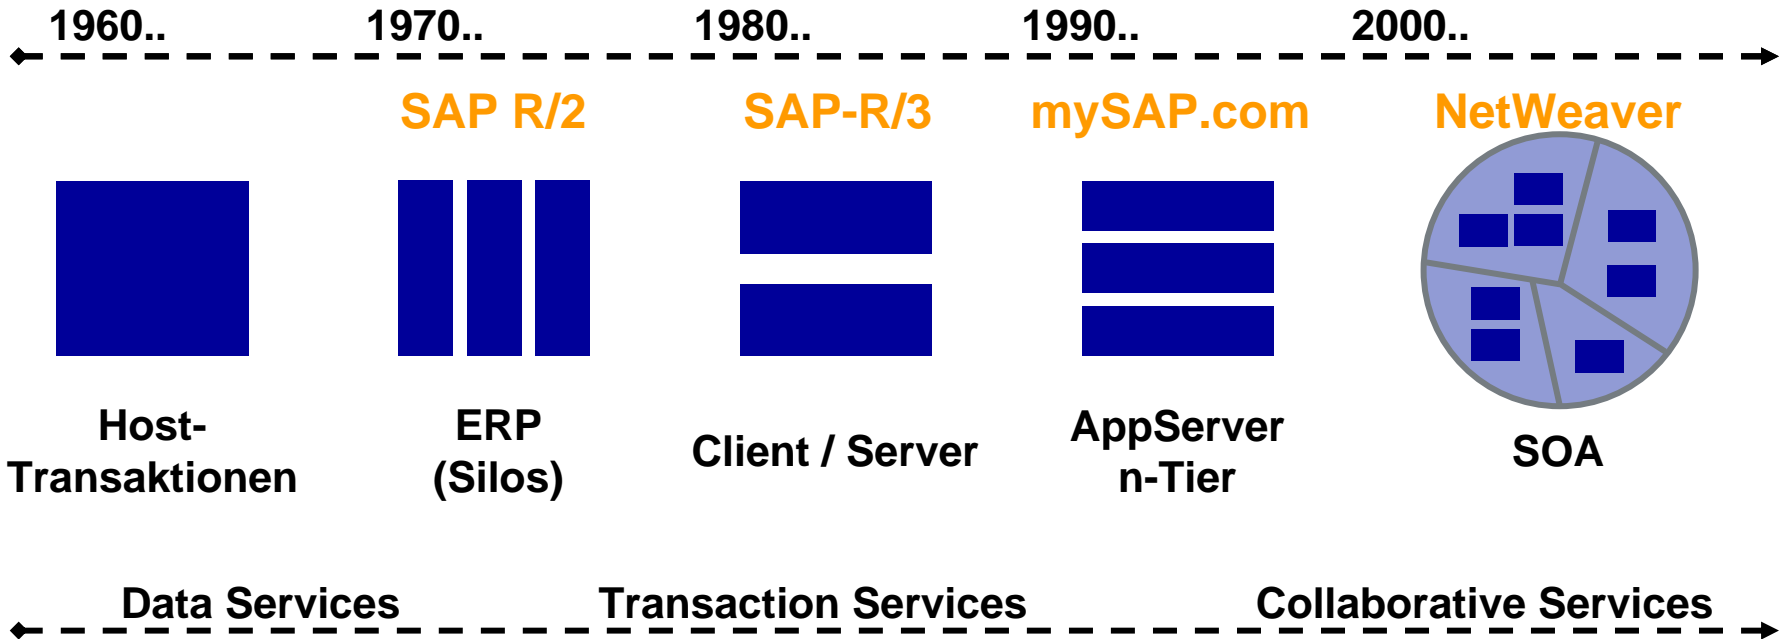 1960.. 1970.. 1980.. 1990.. 2000..
SAP R/2 SAP-R/3 mySAP.com NetWeaver
Host-
Transaktionen
ERP
(Silos)
Client / Server
AppServer
n-Tier
SOA
Data Services Transaction Services Collaborative Services